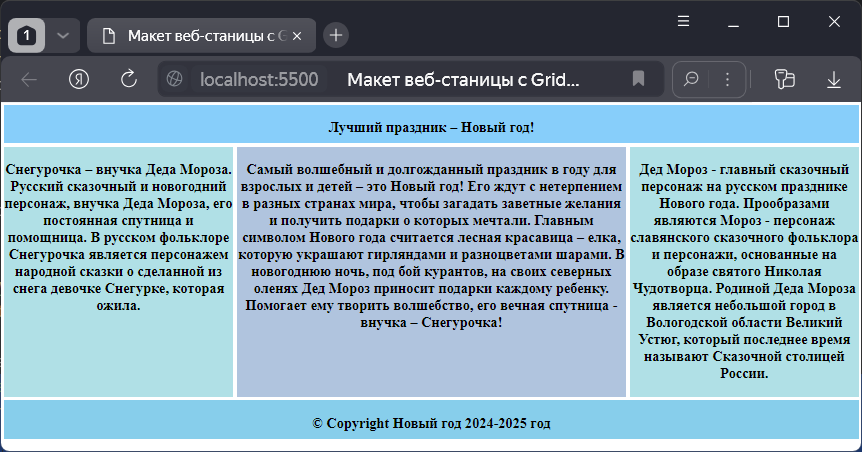 1
Макет веб-станицы с G
localhost:5500 Макет веб-станицы с Grid...
Лучший праздник – Новый год!
Снегурочка – внучка Деда Мороза.
Русский сказочный и новогодний
персонаж, внучка Деда Мороза, его
постоянная спутница и
помощница. В русском фольклоре
Снегурочка является персонажем
народной сказки о сделанной из
снега девочке Снегурке, которая
ожила.
Самый волшебный и долгожданный праздник в году для
взрослых и детей – это Новый год! Его ждут с нетерпением
в разных странах мира, чтобы загадать заветные желания
и получить подарки о которых мечтали. Главным
символом Нового года считается лесная красавица – елка,
которую украшают гирляндами и разноцветами шарами. В
новогоднюю ночь, под бой курантов, на своих северных
оленях Дед Мороз приносит подарки каждому ребенку.
Помогает ему творить волшебство, его вечная спутница -
внучка – Снегурочка!
Дед Мороз - главный сказочный
персонаж на русском празднике
Нового года. Прообразами
являются Мороз - персонаж
славянского сказочного фольклора
и персонажи, основанные на
образе святого Николая
Чудотворца. Родиной Деда Мороза
является небольшой город в
Вологодской области Великий
Устюг, который последнее время
называют Сказочной столицей
России.
© Copyright Новый год 2024-2025 год